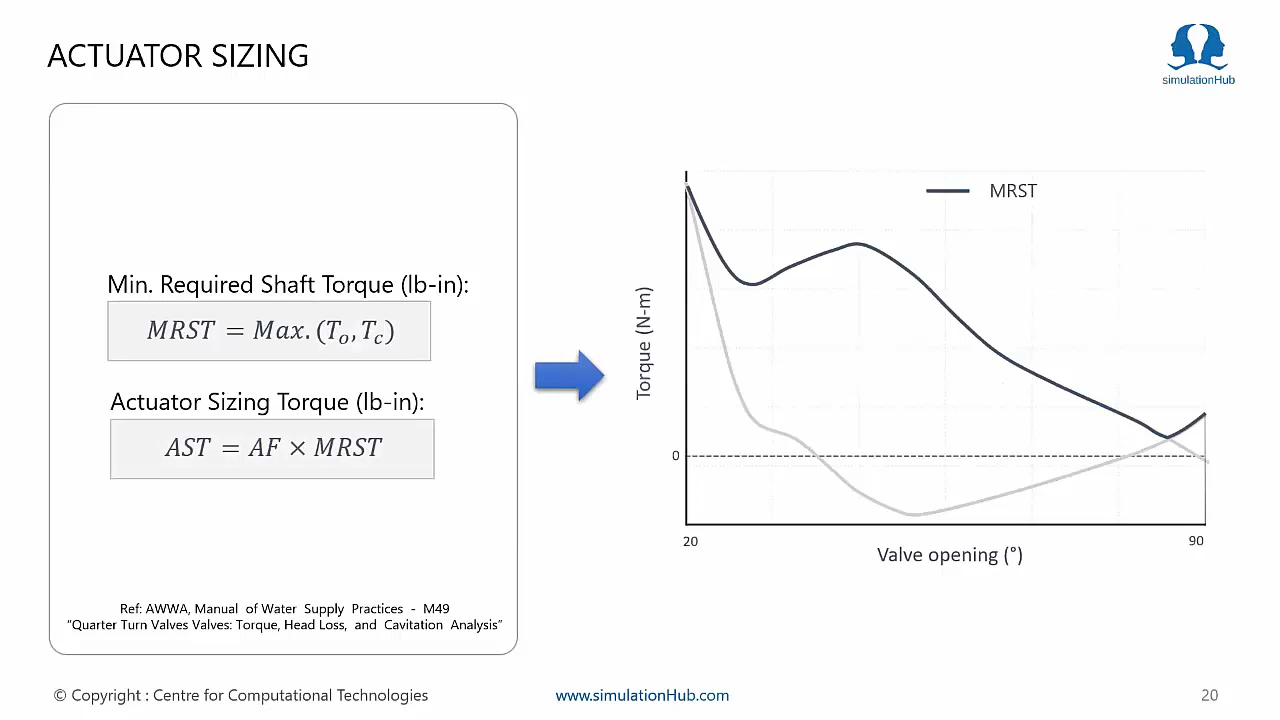 ACTUATOR SIZING
simulationHub
Min. Required Shaft Torque (lb-in):
MRST = Max. (Tₒ, T꜀)
Actuator Sizing Torque (lb-in):
AST = AF × MRST
Ref: AWWA, Manual of Water Supply Practices - M49
"Quarter Turn Valves Valves: Torque, Head Loss, and Cavitation Analysis"
MRST
Torque (N-m)
0
20
90
Valve opening (°)
© Copyright : Centre for Computational Technologies
www.simulationHub.com
20